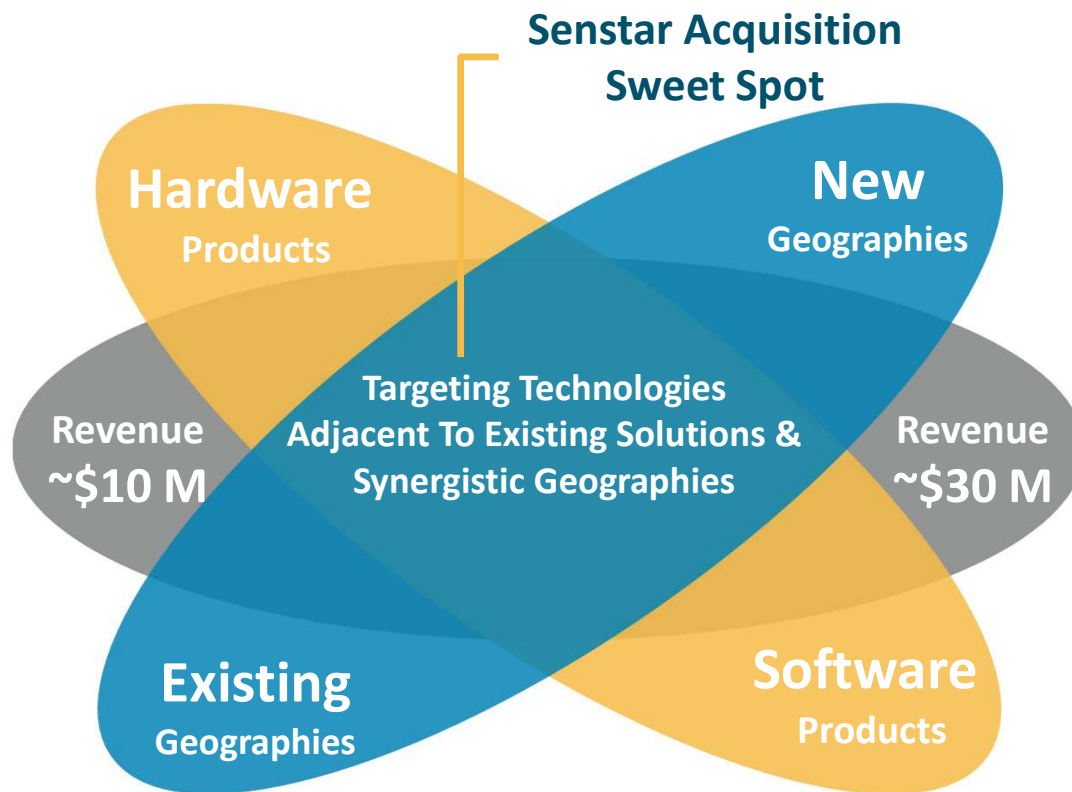 Senstar Acquisition
Sweet Spot
Hardware
Products
New
Geographies
Targeting Technologies
Adjacent To Existing Solutions &
Synergistic Geographies
Revenue
~$10 M
Revenue
~$30 M
Existing
Geographies
Software
Products